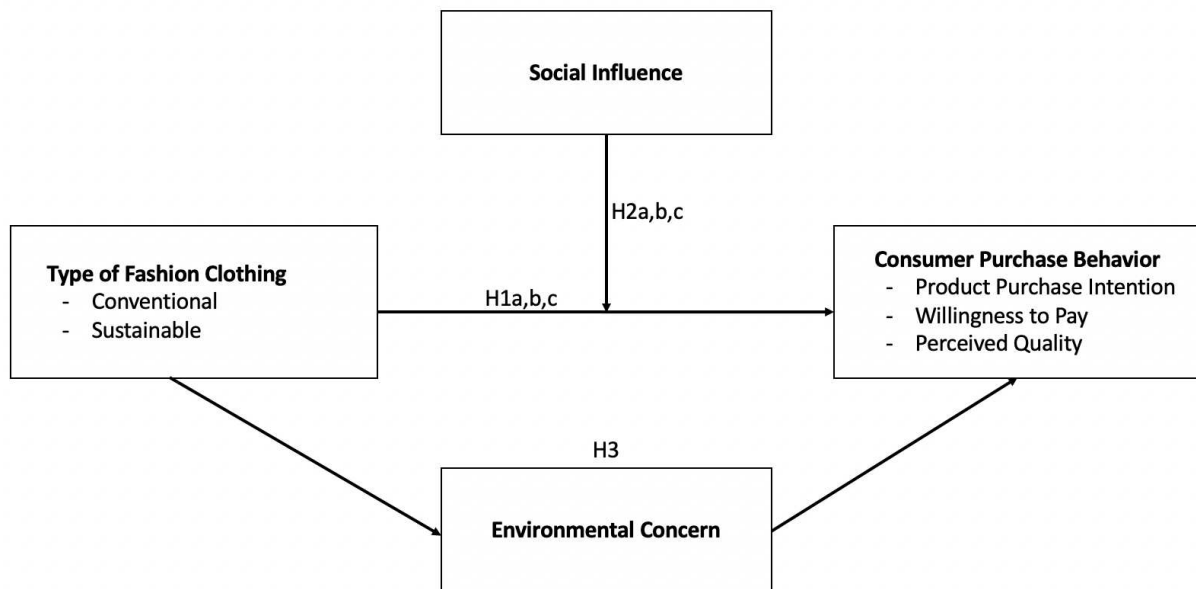 Social Influence
H2a,b,c
Type of Fashion Clothing
- Conventional
- Sustainable
H1a,b,c
Consumer Purchase Behavior
- Product Purchase Intention
- Willingness to Pay
- Perceived Quality
H3
Environmental Concern